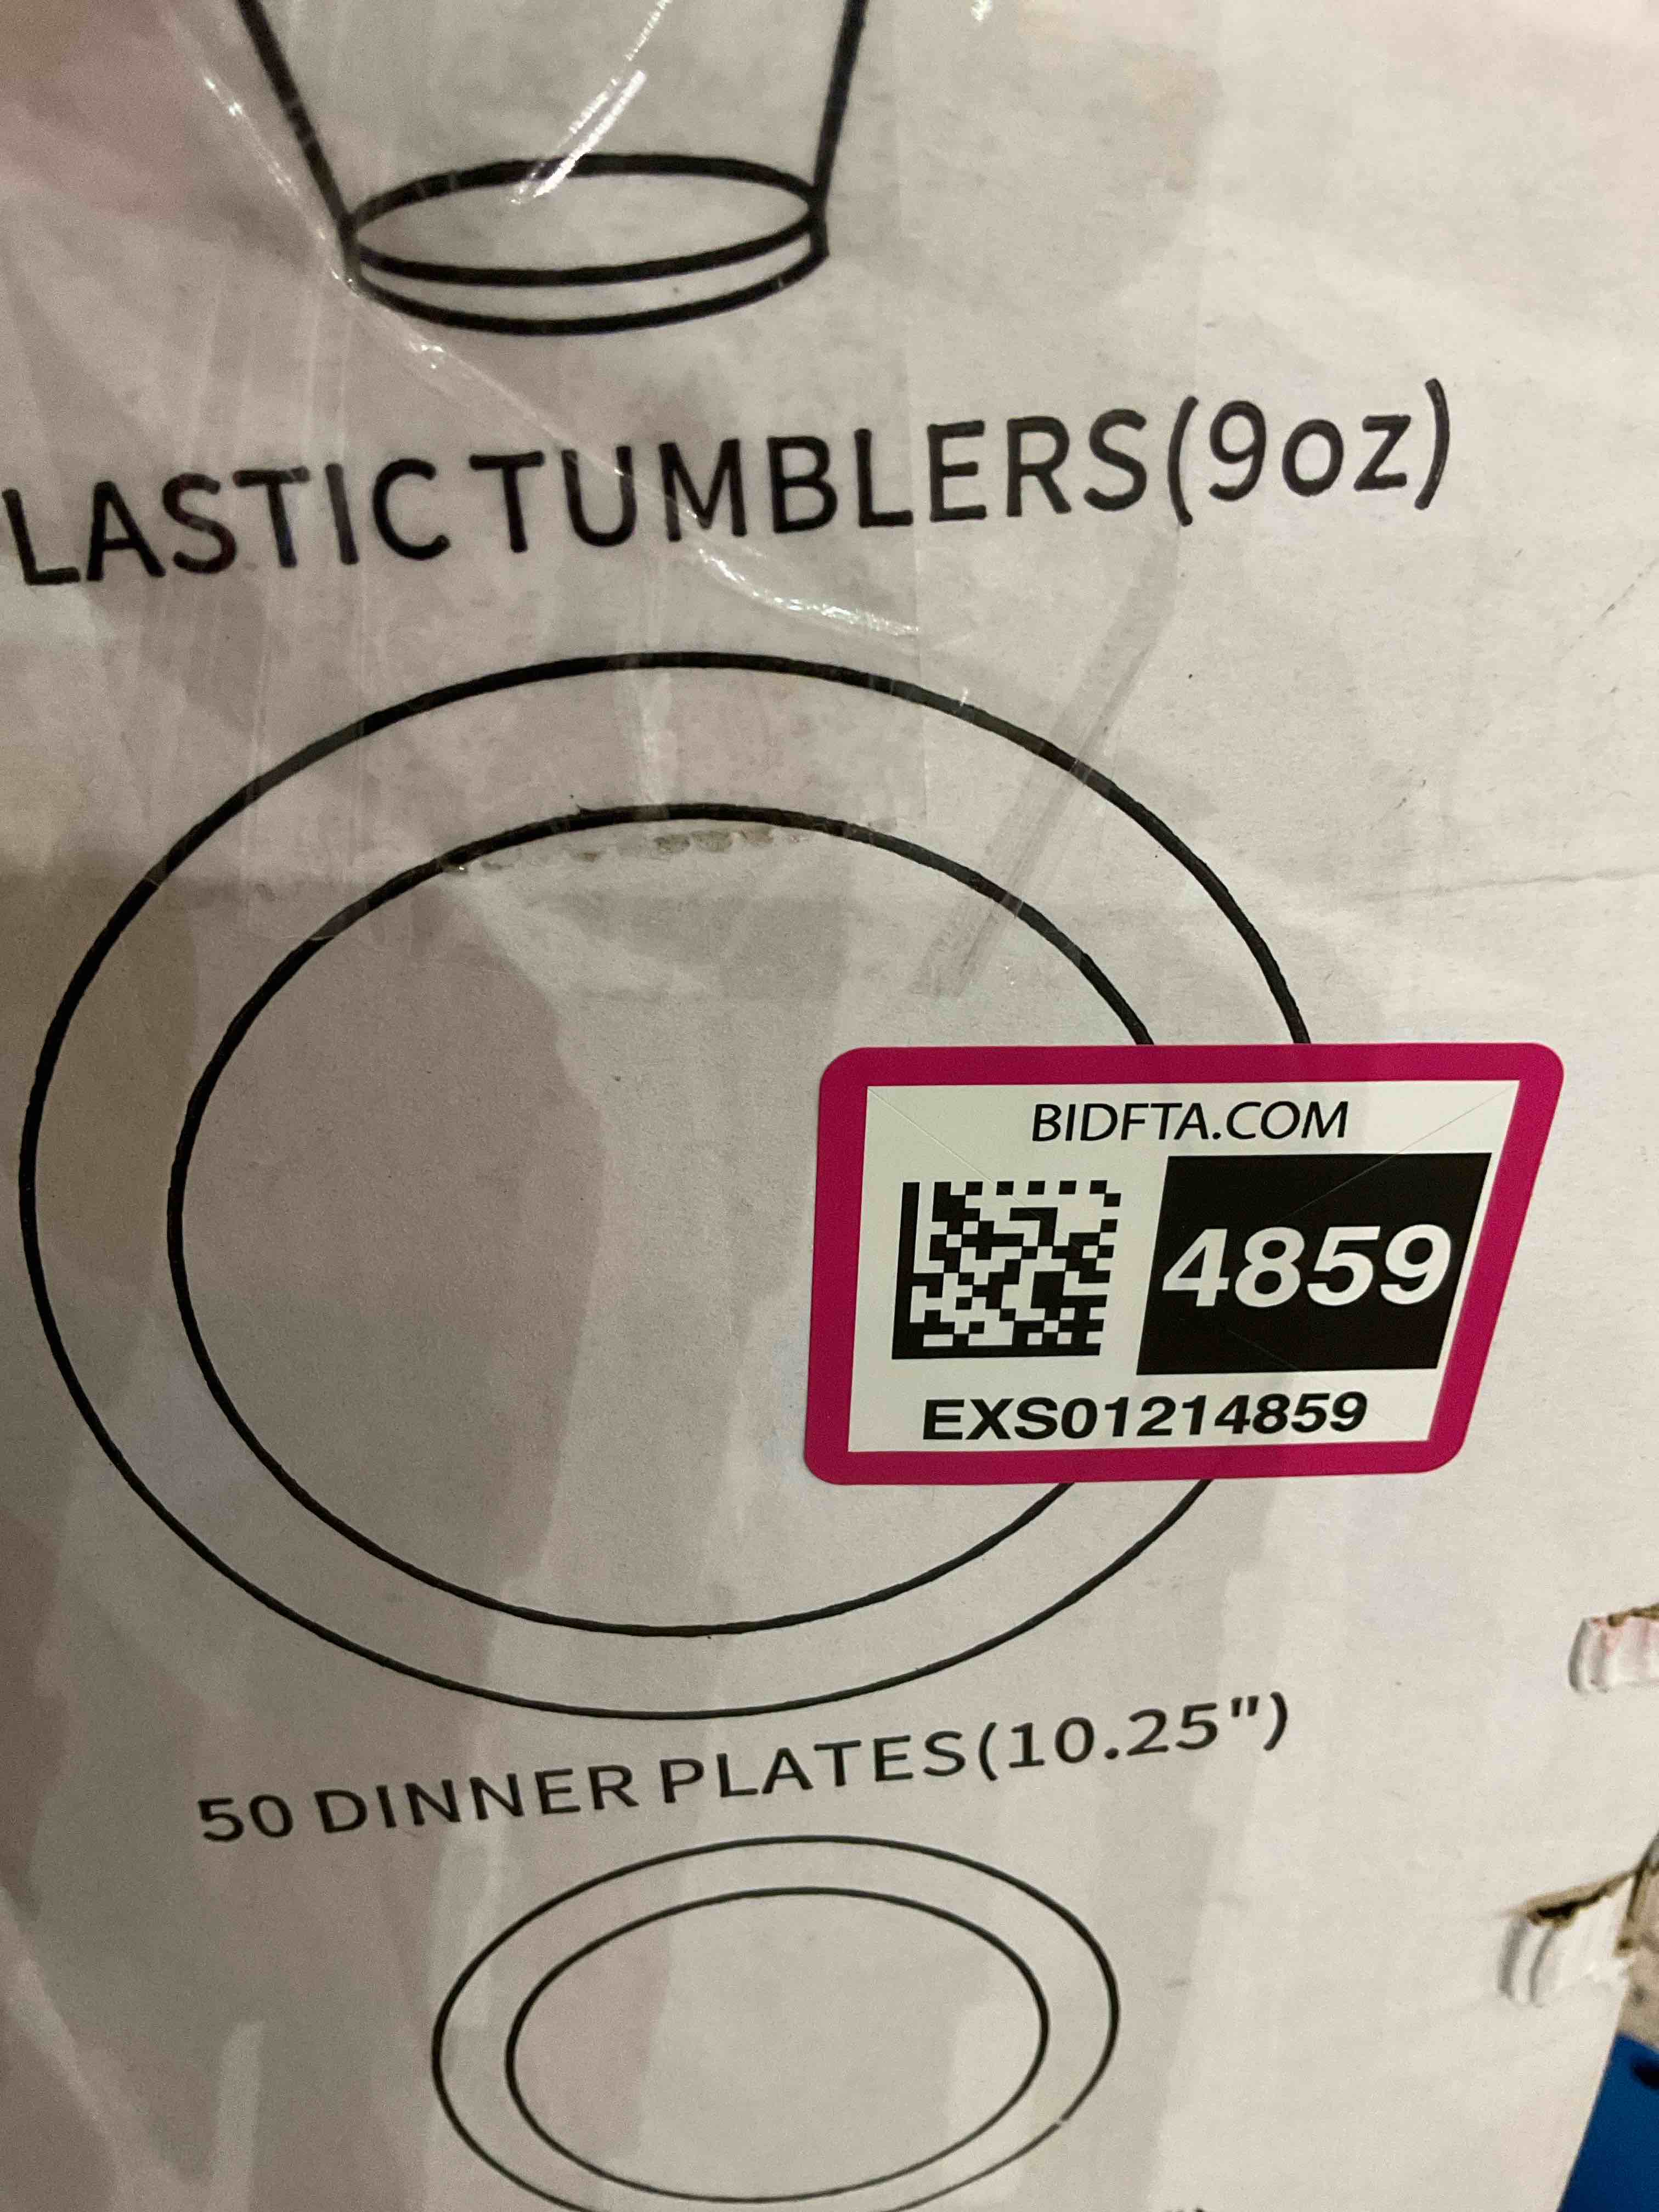 LASTIC TUMBLERS(9oz)
BIDFTA.COM
4859
EXS01214859
50 DINNER PLATES(10.25")